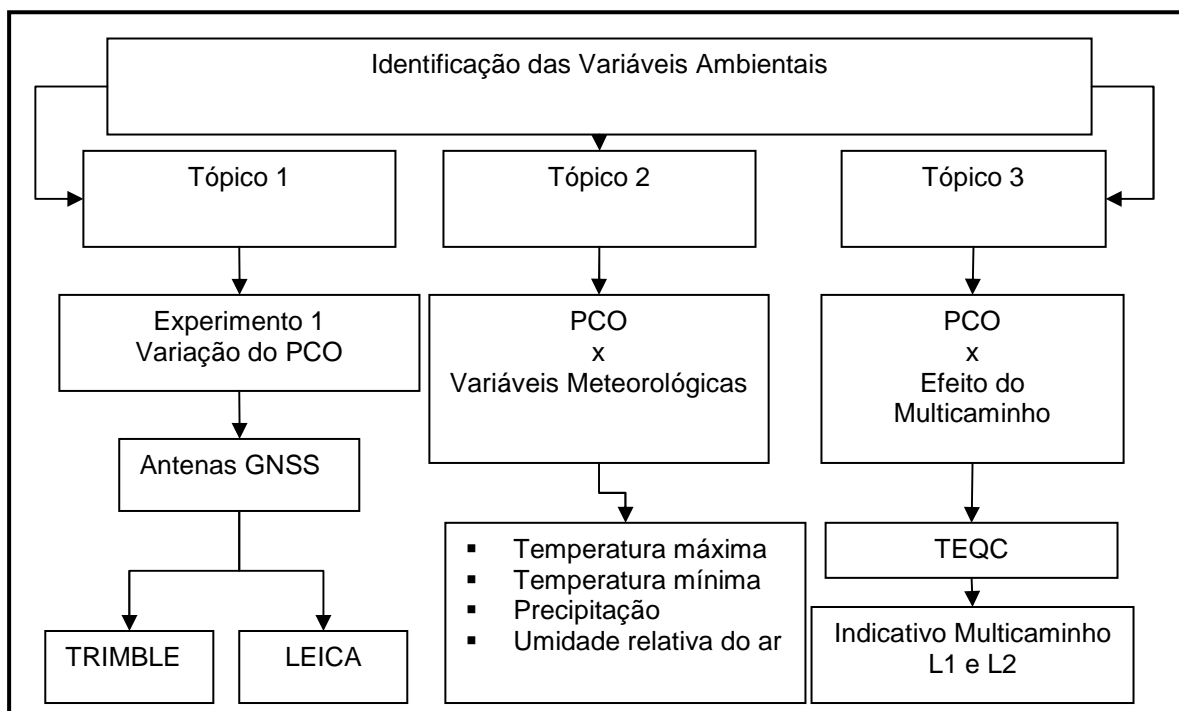 Identificação das Variáveis Ambientais
Tópico 1
Tópico 2
Tópico 3
Experimento 1
Variação do PCO
PCO
x
Variáveis Meteorológicas
PCO
x
Efeito do
Multicaminho
Antenas GNSS
TRIMBLE
LEICA
▪ Temperatura máxima
▪ Temperatura mínima
▪ Precipitação
▪ Umidade relativa do ar
TEQC
Indicativo Multicaminho
L1 e L2